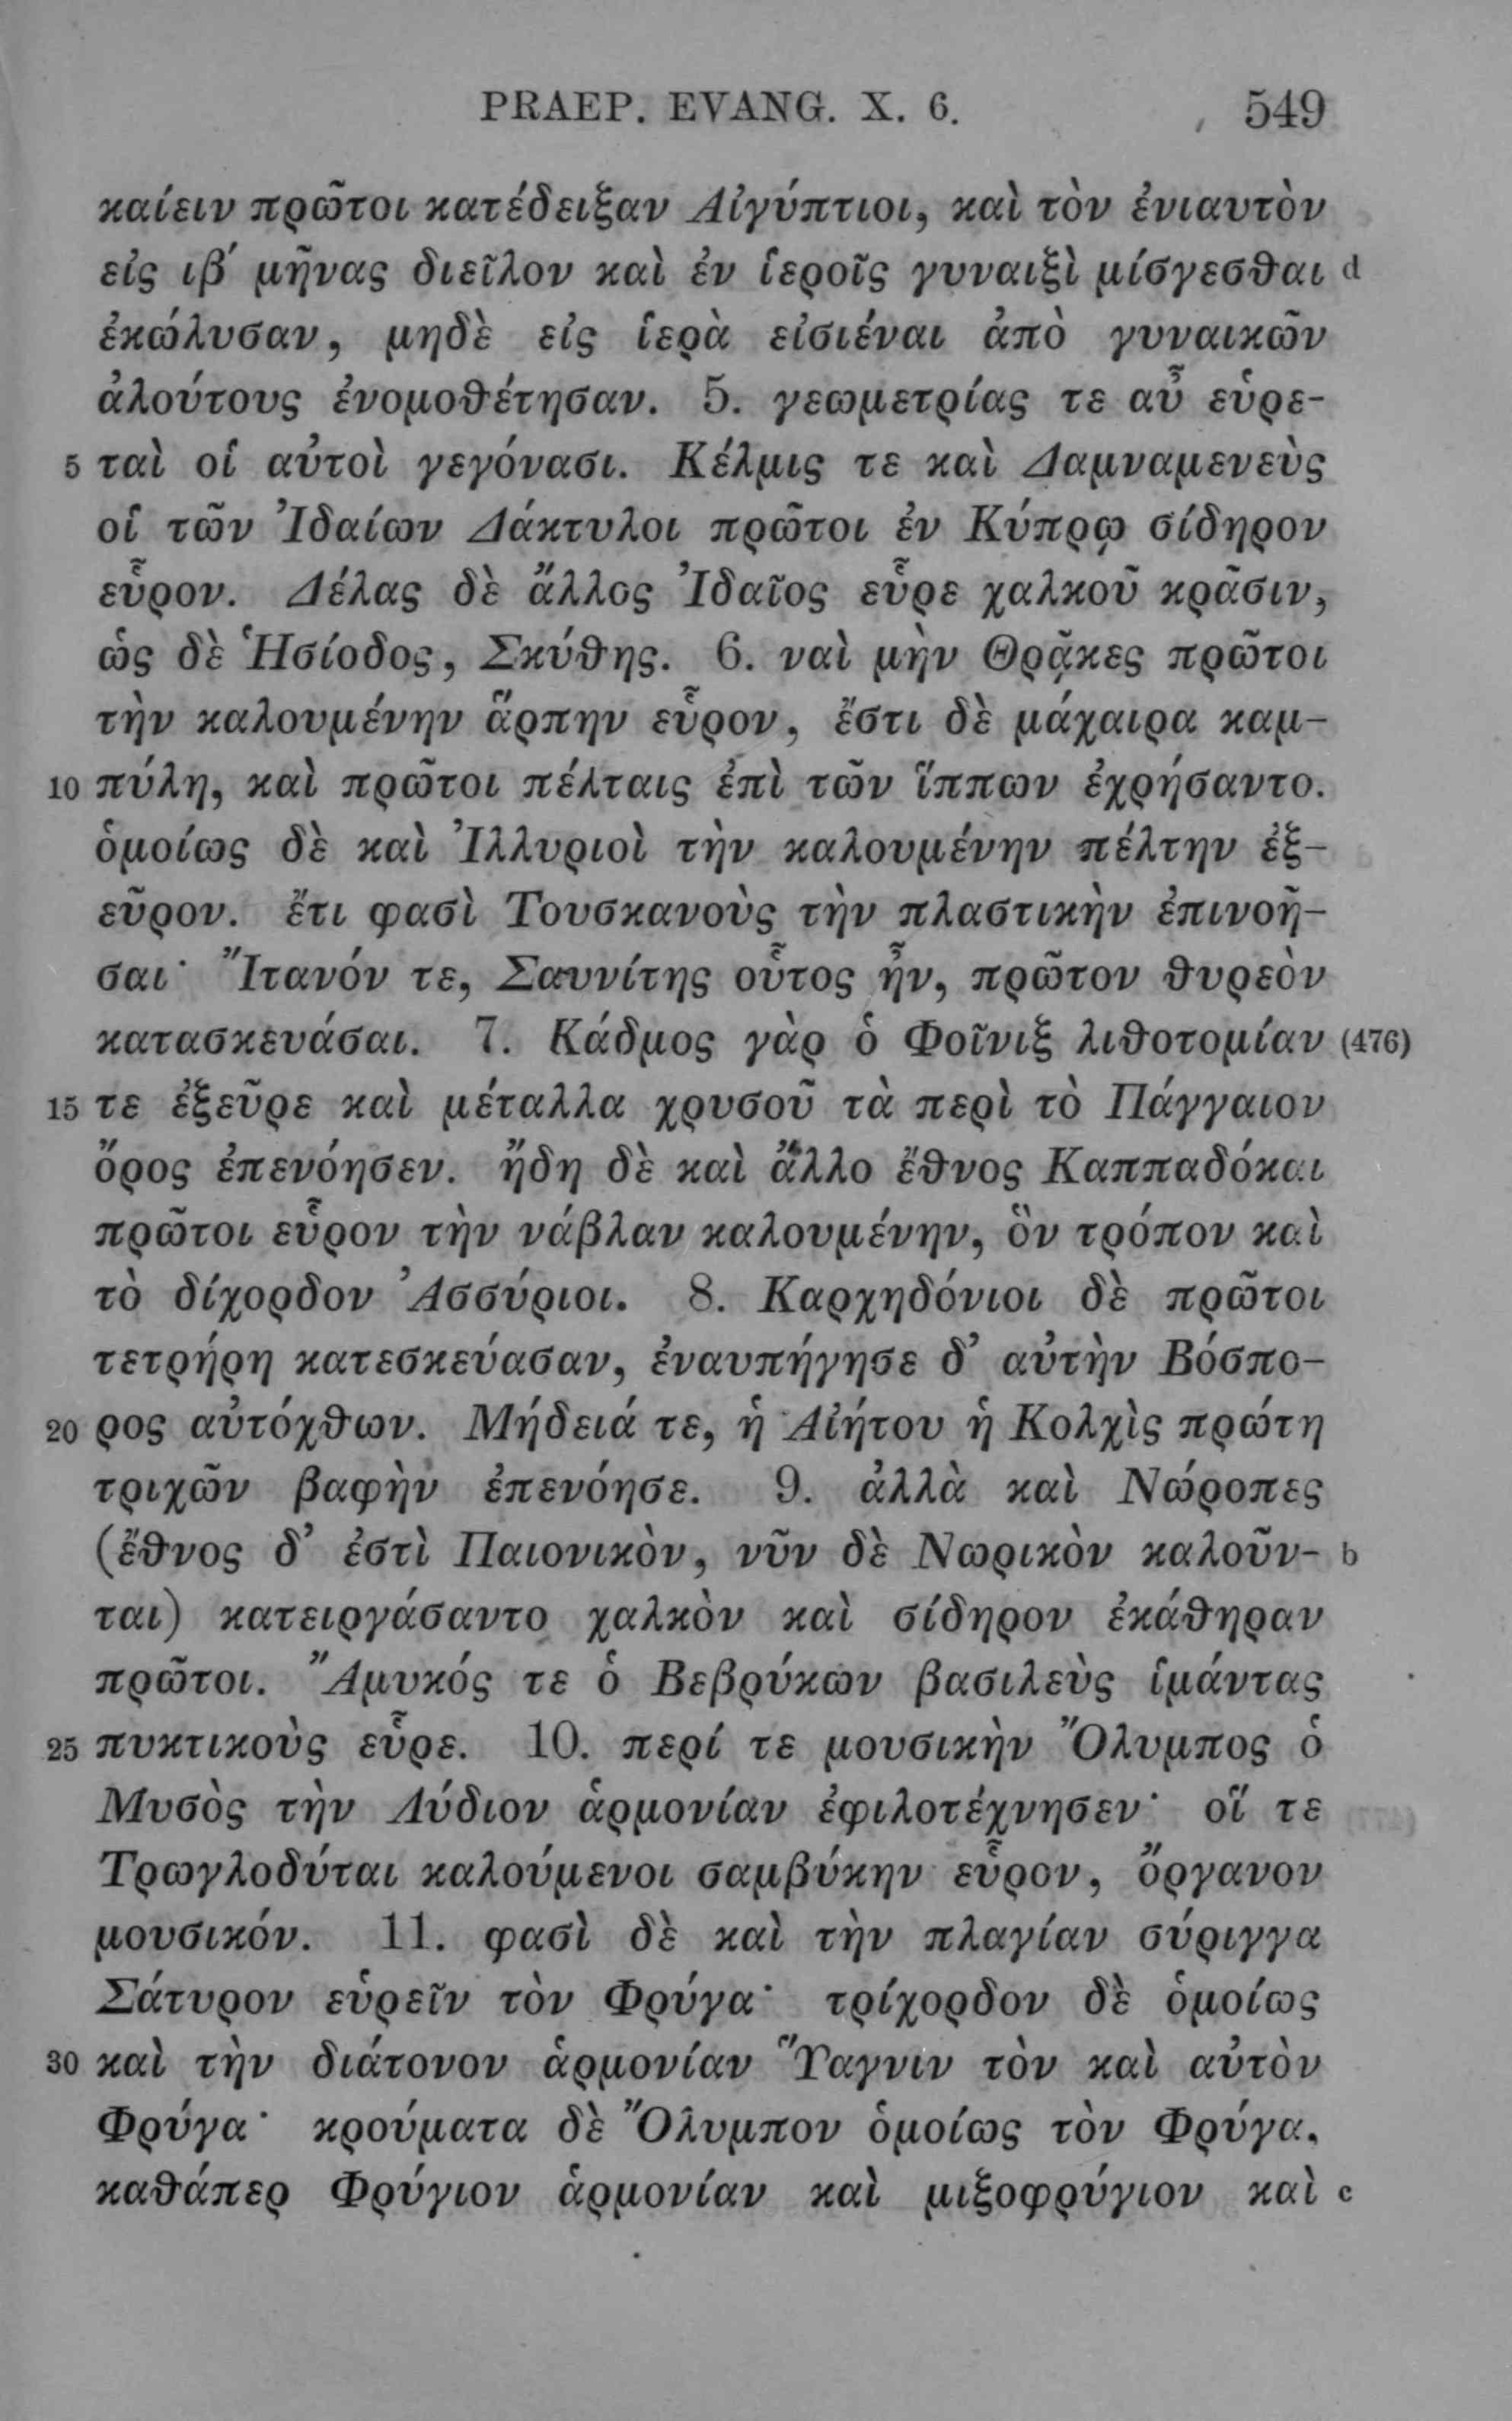 PRAEP. EVANG. X. 6. 549
καίειν πρῶτοι κατέδειξαν Αἰγύπτιοι, καὶ τὸν ἐνιαυτὸν
εἰς ιβ΄ μῆνας διεῖλον καὶ ἐν ἱεροῖς γυναιξὶ μίσγεσθαι d
ἐκώλυσαν, μηδὲ εἰς ἱερὰ εἰσιέναι ἀπὸ γυναικῶν
ἀλούτους ἐνομοθέτησαν. 5. γεωμετρίας τε αὖ εὑρε-
5 ταὶ οἱ αὐτοὶ γεγόνασι. Κέλμις τε καὶ Δαμναμενεὺς
οἱ τῶν Ἰδαίων Δάκτυλοι πρῶτοι ἐν Κύπρῳ σίδηρον
εὗρον. Δέλας δὲ ἄλλος Ἰδαῖος εὗρε χαλκοῦ κρᾶσιν,
ὡς δὲ Ἡσίοδος, Σκύθης. 6. ναὶ μὴν Θρᾷκες πρῶτοι
τὴν καλουμένην ἅρπην εὗρον, ἔστι δὲ μάχαιρα καμ-
10 πύλη, καὶ πρῶτοι πέλταις ἐπὶ τῶν ἵππων ἐχρήσαντο.
ὁμοίως δὲ καὶ Ἰλλυριοὶ τὴν καλουμένην πέλτην ἐξ-
εῦρον. ἔτι φασὶ Τουσκανοὺς τὴν πλαστικὴν ἐπινοῆ-
σαι· Ἴτανόν τε, Σαυνίτης οὗτος ἦν, πρῶτον θυρεὸν
κατασκευάσαι. 7. Κάδμος γὰρ ὁ Φοῖνιξ λιθοτομίαν (476)
15 τε ἐξεῦρε καὶ μέταλλα χρυσοῦ τὰ περὶ τὸ Πάγγαιον
ὄρος ἐπενόησεν. ἤδη δὲ καὶ ἄλλο ἔθνος Καππαδόκαι
πρῶτοι εὗρον τὴν νάβλαν καλουμένην, ὃν τρόπον καὶ
τὸ δίχορδον Ἀσσύριοι. 8. Καρχηδόνιοι δὲ πρῶτοι
τετρήρη κατεσκεύασαν, ἐναυπήγησε δ᾽ αὐτὴν Βόσπο-
20 ρος αὐτόχθων. Μήδειά τε, ἡ Αἰήτου ἡ Κολχὶς πρώτη
τριχῶν βαφὴν ἐπενόησε. 9. ἀλλὰ καὶ Νώροπες
(ἔθνος δ᾽ ἐστὶ Παιονικὸν, νῦν δὲ Νωρικὸν καλοῦν- b
ται) κατειργάσαντο χαλκὸν καὶ σίδηρον ἐκάθηραν
πρῶτοι. Ἄμυκός τε ὁ Βεβρύκων βασιλεὺς ἱμάντας
25 πυκτικοὺς εὗρε. 10. περί τε μουσικὴν Ὄλυμπος ὁ
Μυσὸς τὴν Λύδιον ἁρμονίαν ἐφιλοτέχνησεν· οἵ τε
Τρωγλοδύται καλούμενοι σαμβύκην εὗρον, ὄργανον
μουσικόν. 11. φασὶ δὲ καὶ τὴν πλαγίαν σύριγγα
Σάτυρον εὑρεῖν τὸν Φρύγα· τρίχορδον δὲ ὁμοίως
30 καὶ τὴν διάτονον ἁρμονίαν Ὕαγνιν τὸν καὶ αὐτὸν
Φρύγα· κρούματα δὲ Ὄλυμπον ὁμοίως τὸν Φρύγα,
καθάπερ Φρύγιον ἁρμονίαν καὶ μιξοφρύγιον καὶ c